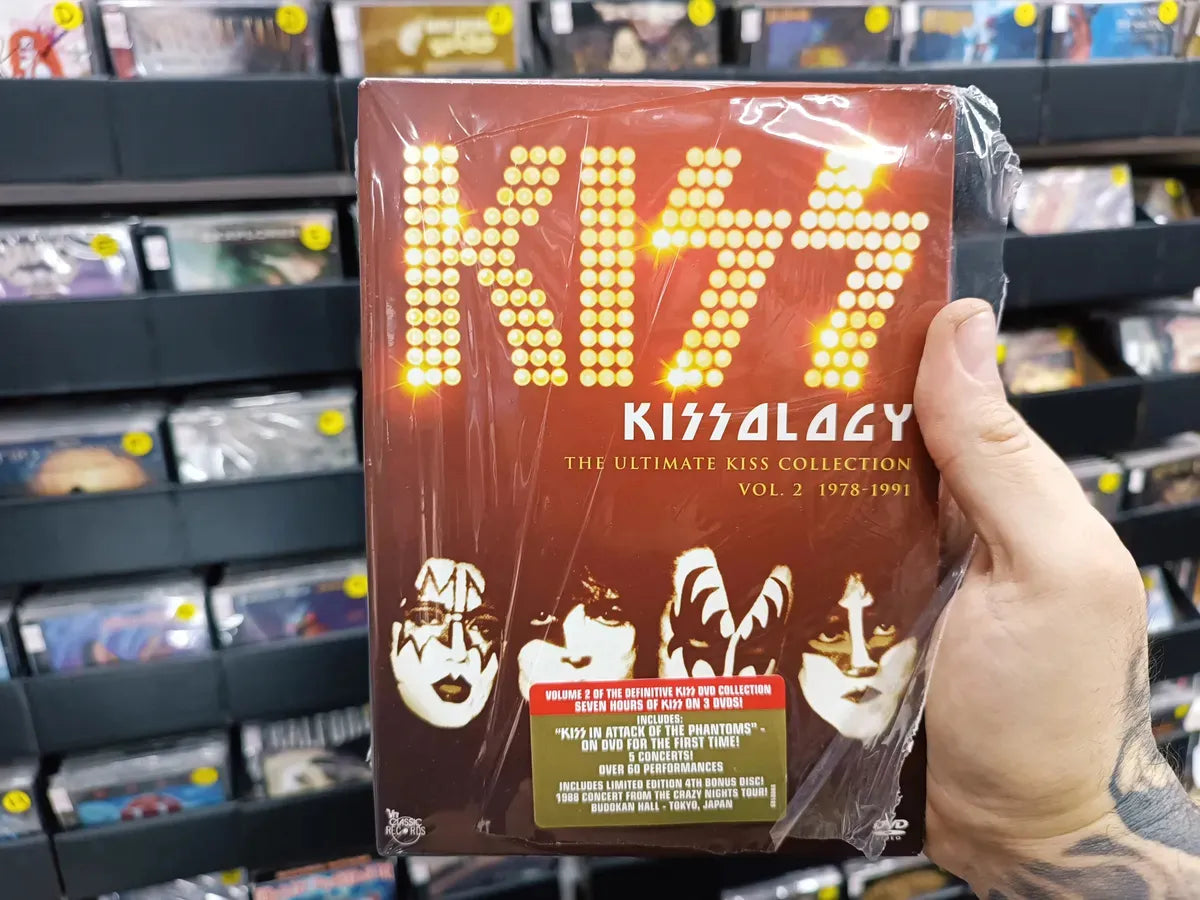 KISS
KISSOLOGY
THE ULTIMATE KISS COLLECTION
VOL. 2 1978-1991
VOLUME 2 OF THE DEFINITIVE KISS DVD COLLECTION
SEVEN HOURS OF KISS ON 3 DVDS!
INCLUDES:
"KISS IN ATTACK OF THE PHANTOMS" -
ON DVD FOR THE FIRST TIME!
5 CONCERTS!
OVER 60 PERFORMANCES
INCLUDES LIMITED EDITION 4TH BONUS DISC!
1988 CONCERT FROM THE CRAZY NIGHTS TOUR!
BUDOKAN HALL - TOKYO, JAPAN
VH1
CLASSIC
RECORDS
DVD